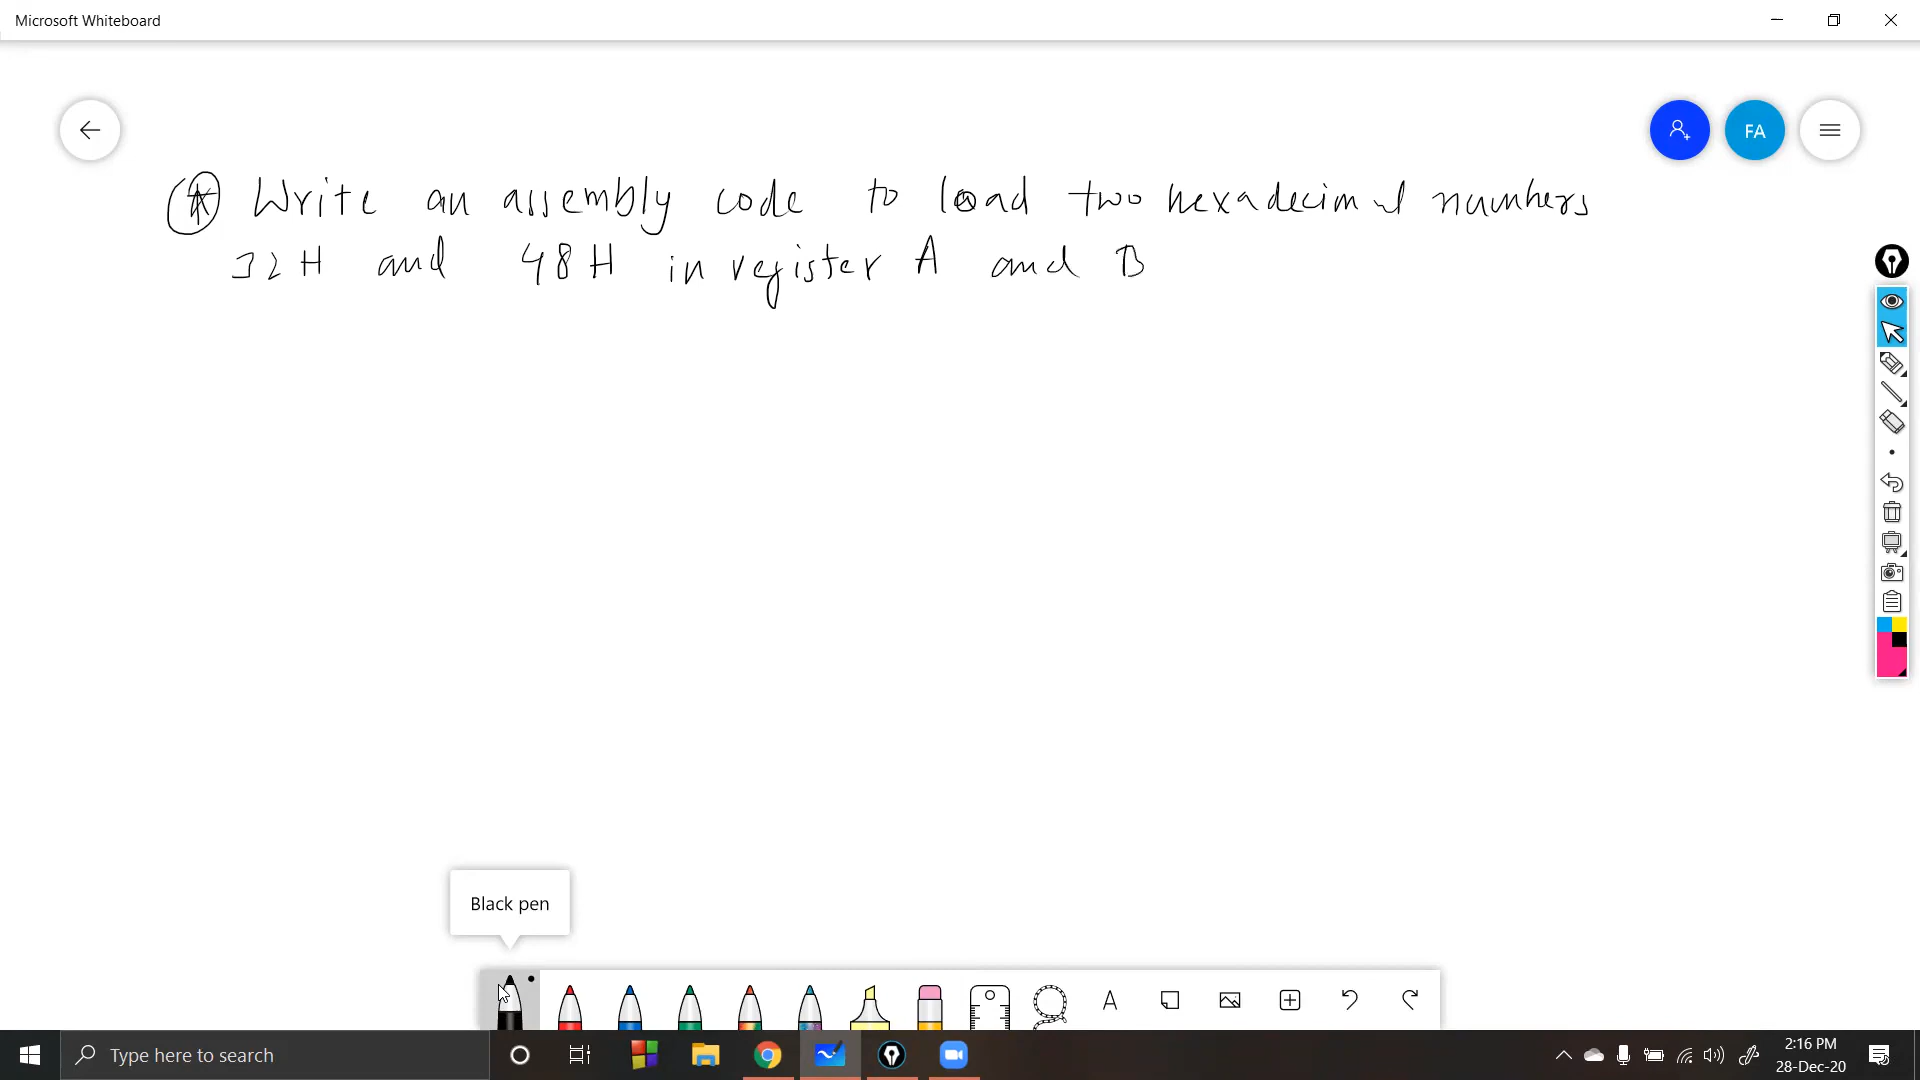 Microsoft Whiteboard
FA
Write an assembly code to load two hexadecimal numbers
32H and 48H in register A and B
Black pen
A
Type here to search
2:16 PM
28-Dec-20